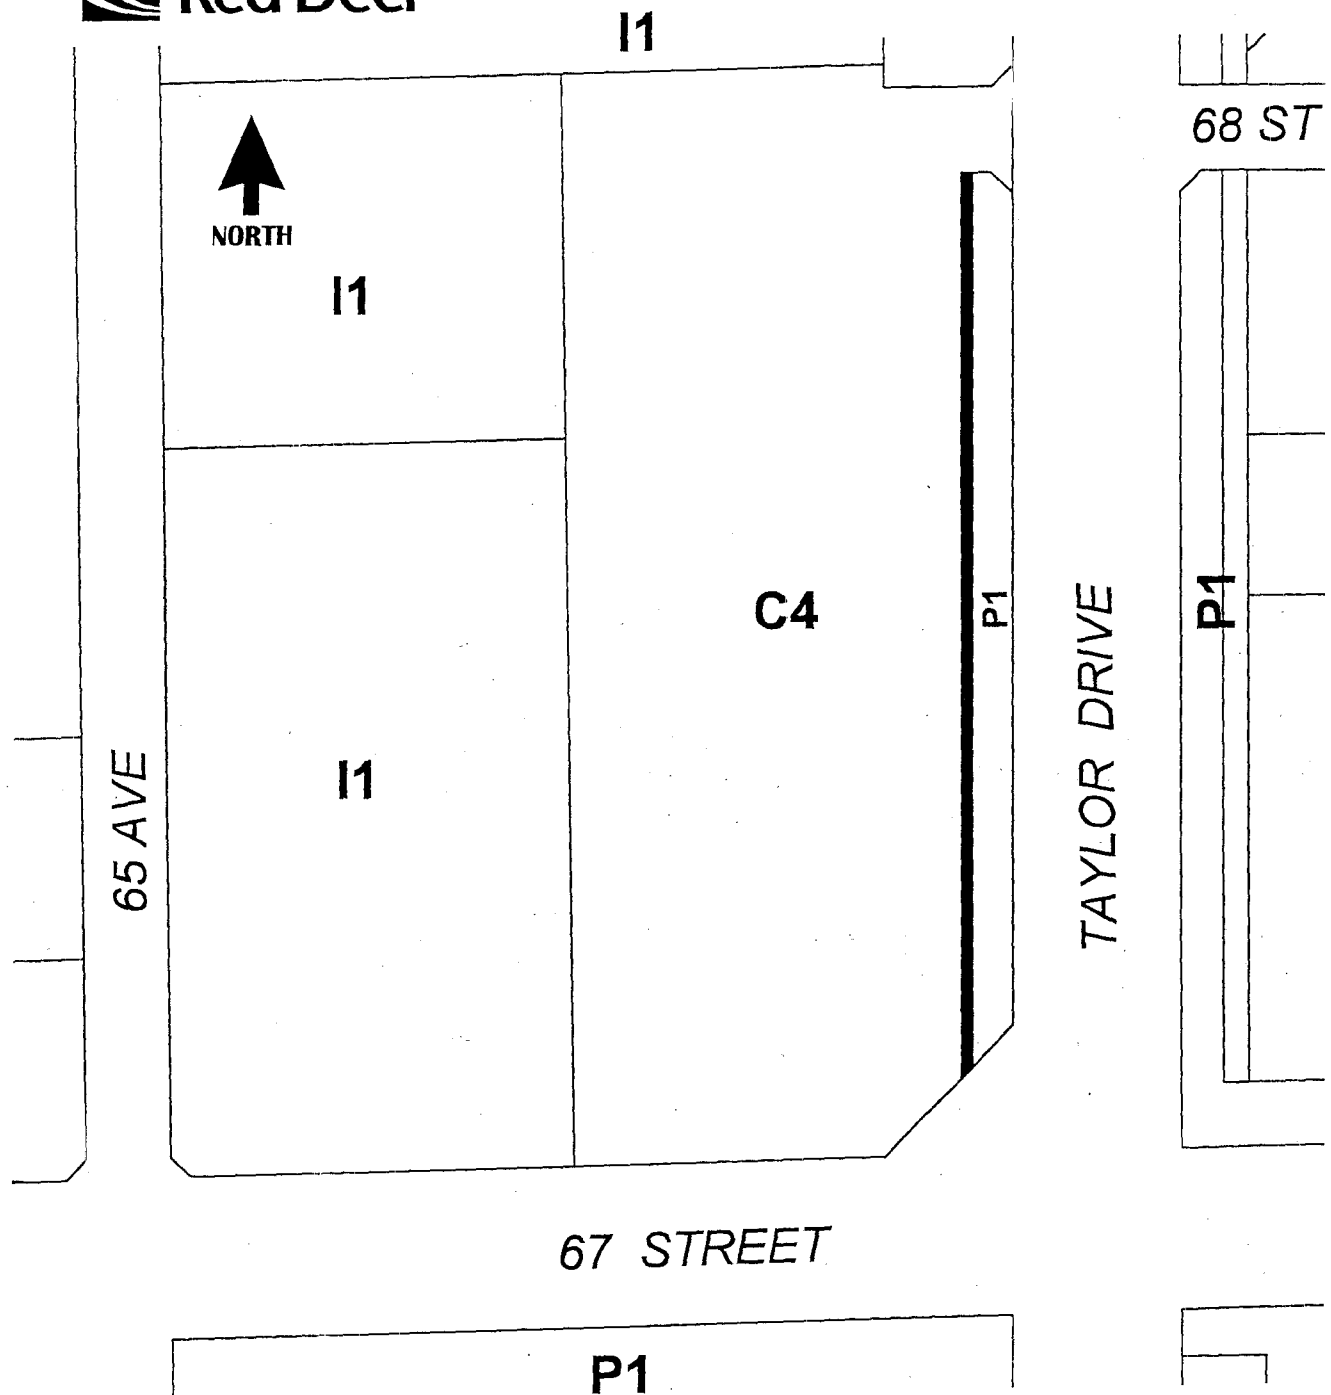 Red Deer
I1
68 ST
NORTH
I1
C4
P1
P1
TAYLOR DRIVE
I1
65 AVE
67 STREET
P1